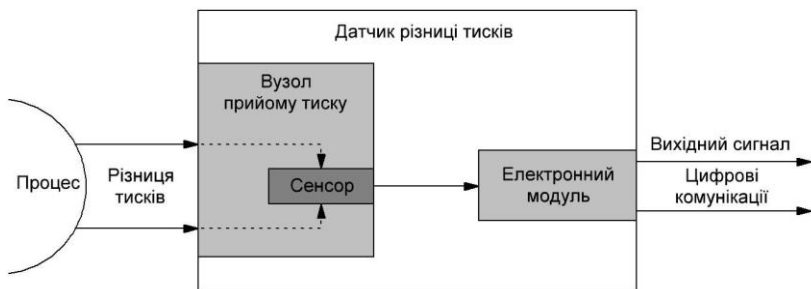 Датчик різниці тисків
Вузол
прийому тиску
Сенсор
Процес
Різниця
тисків
Електронний
модуль
Вихідний сигнал
Цифрові
комунікації